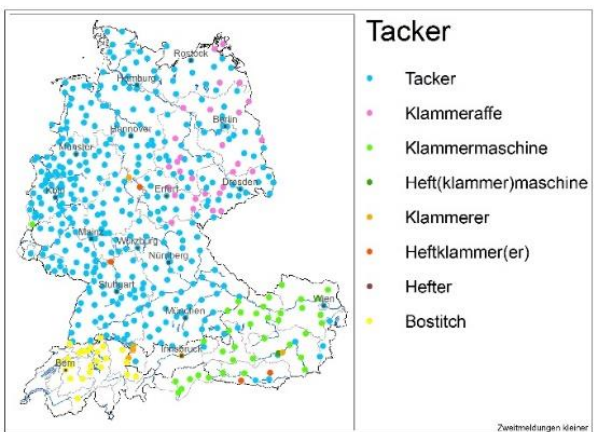 Tacker
Tacker
Klammeraffe
Klammermaschine
Heft(klammer)maschine
Klammerer
Heftklammer(er)
Hefter
Bostitch
Rostock
Hamburg
Berlin
Hannover
Münster
Köln
Erfurt
Dresden
Mainz
Würzburg
Nürnberg
Stuttgart
München
Wien
Innsbruck
Bern
Zweitmeldungen kleiner